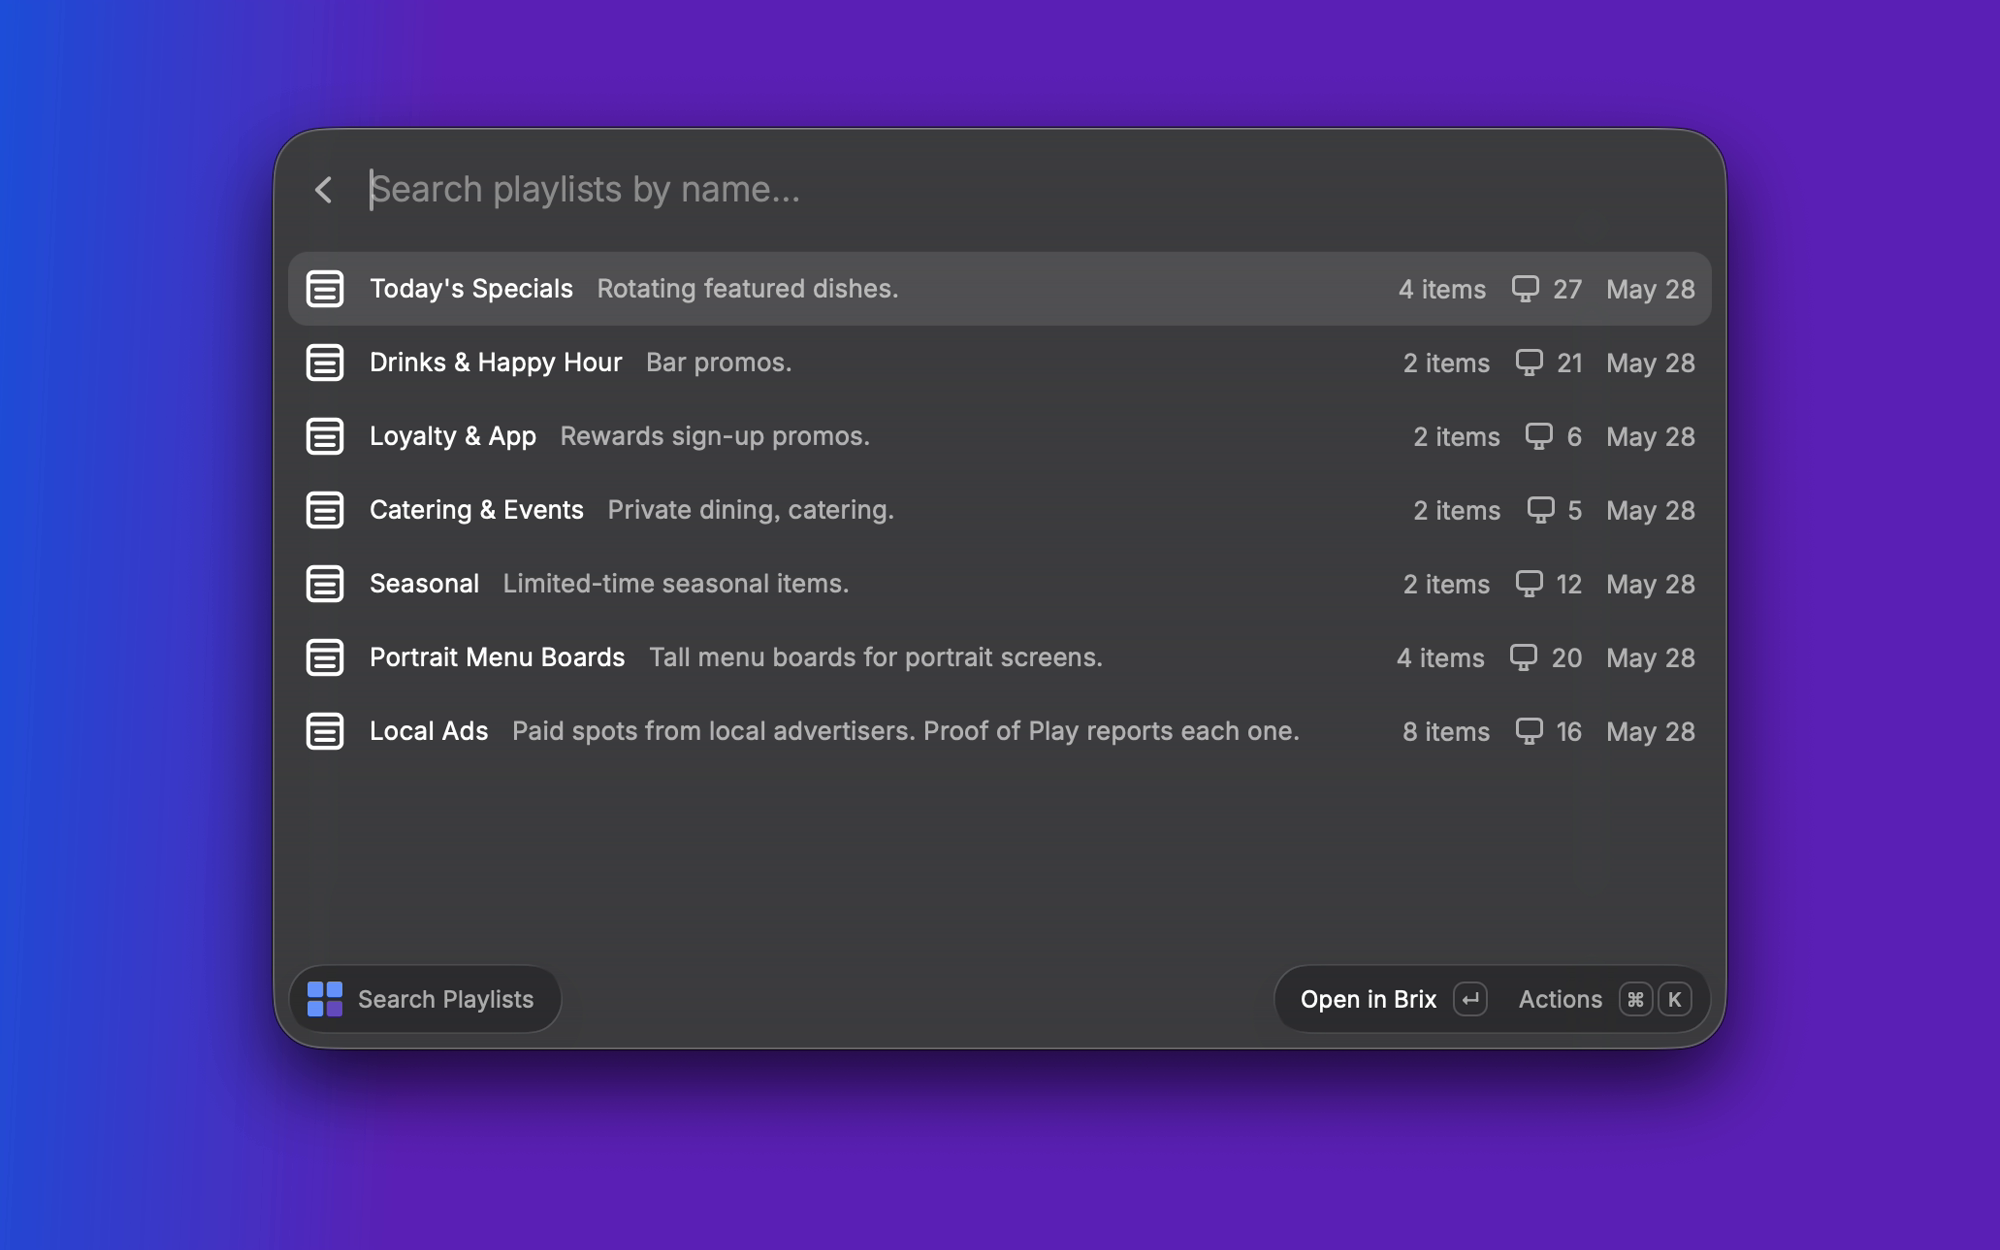 Search playlists by name...
Today's Specials Rotating featured dishes. 4 items 27 May 28
Drinks & Happy Hour Bar promos. 2 items 21 May 28
Loyalty & App Rewards sign-up promos. 2 items 6 May 28
Catering & Events Private dining, catering. 2 items 5 May 28
Seasonal Limited-time seasonal items. 2 items 12 May 28
Portrait Menu Boards Tall menu boards for portrait screens. 4 items 20 May 28
Local Ads Paid spots from local advertisers. Proof of Play reports each one. 8 items 16 May 28
Search Playlists Open in Brix ↵ Actions ⌘ K